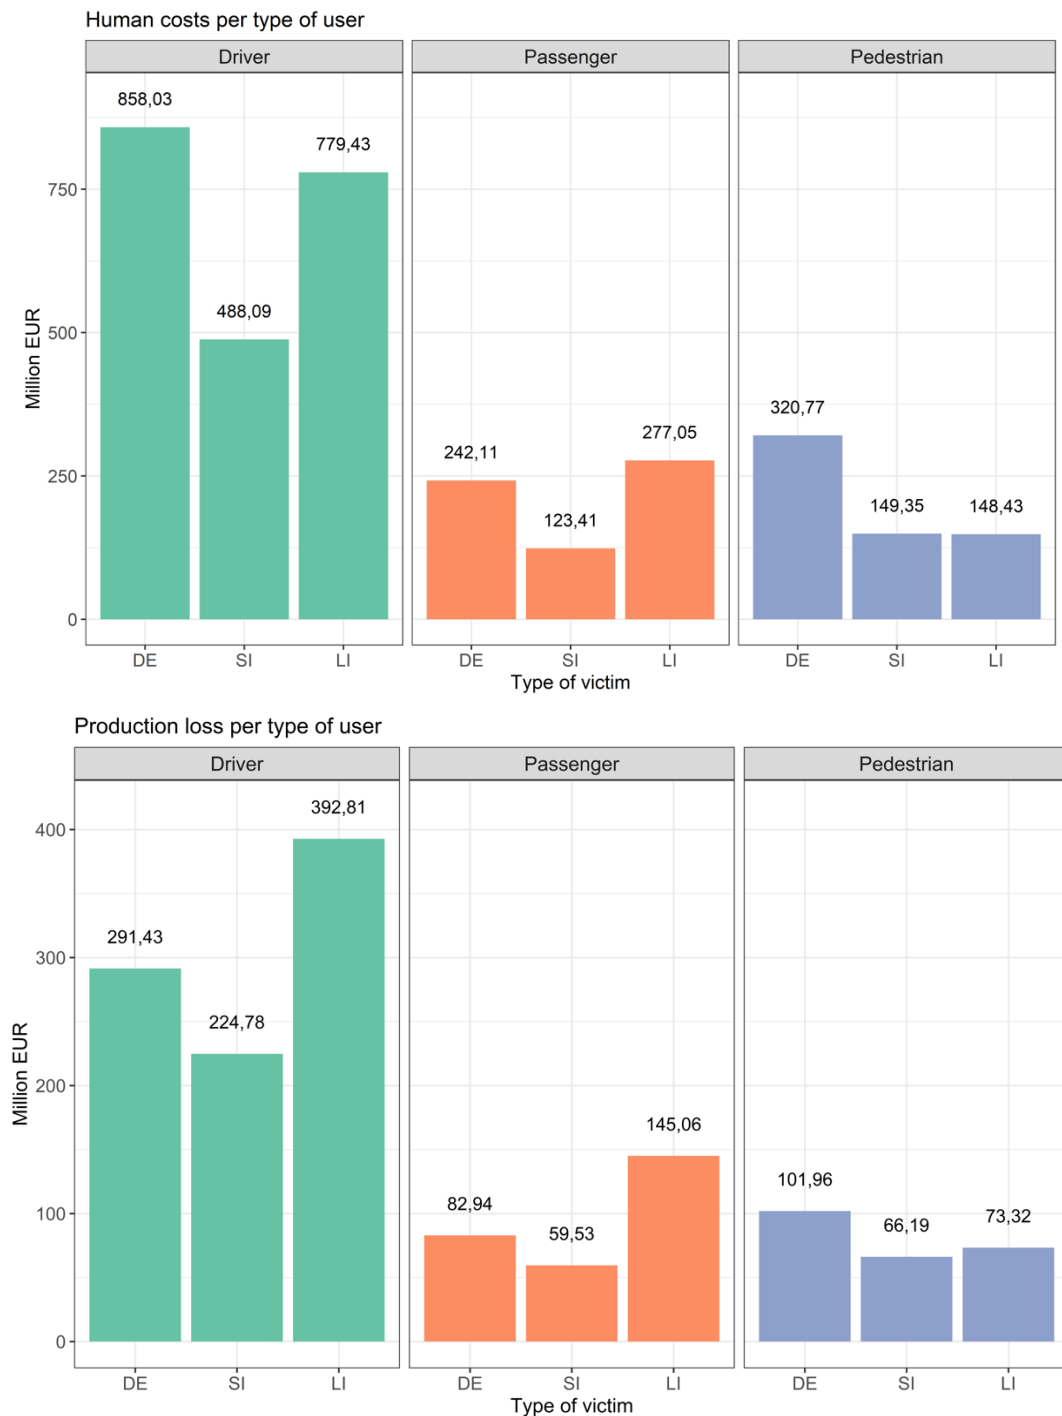 Human costs per type of user
Driver Passenger Pedestrian
858,03
779,43
750
488,09
500
Million EUR
320,77
277,05
242,11
250
149,35 148,43
123,41
0
DE SI LI DE SI LI DE SI LI
Type of victim
Production loss per type of user
Driver Passenger Pedestrian
392,81
400
291,43
300
224,78
Million EUR
200
145,06
101,96
100
82,94
73,32
66,19
59,53
0
DE SI LI DE SI LI DE SI LI
Type of victim